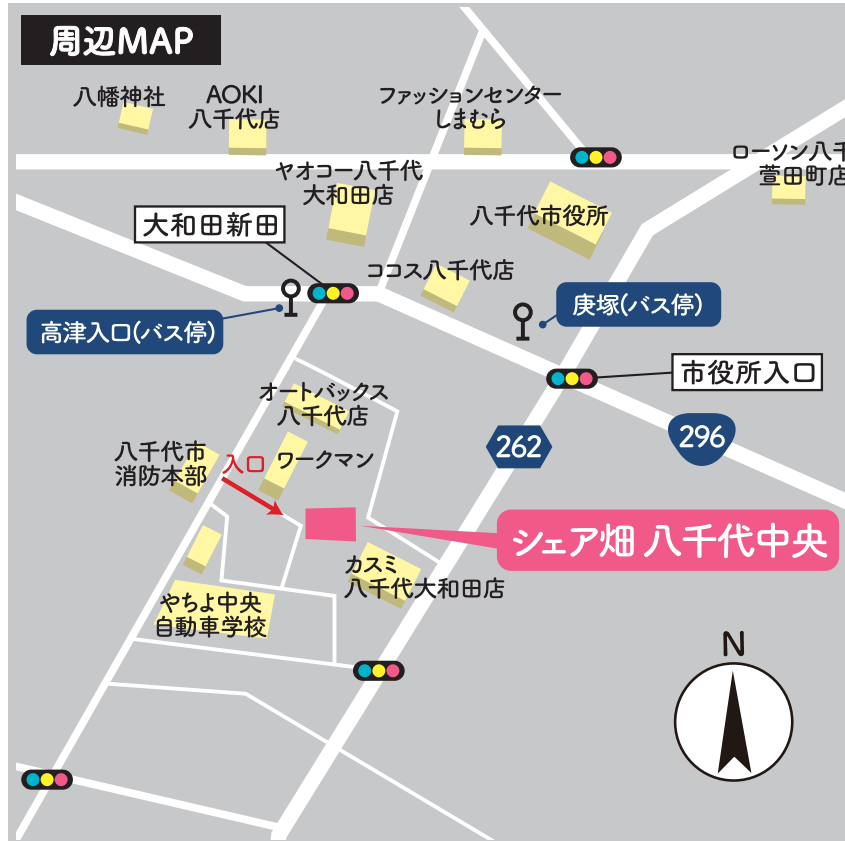 周辺MAP
八幡神社
AOKI
八千代店
ファッションセンター
しまむら
ローソン八千
萱田町店
ヤオコー八千代
大和田店
八千代市役所
大和田新田
ココス八千代店
高津入口(バス停)
庚塚(バス停)
市役所入口
オートバックス
八千代店
262
296
八千代市
消防本部
入口
ワークマン
シェア畑 八千代中央
カスミ
八千代大和田店
やちよ中央
自動車学校
N